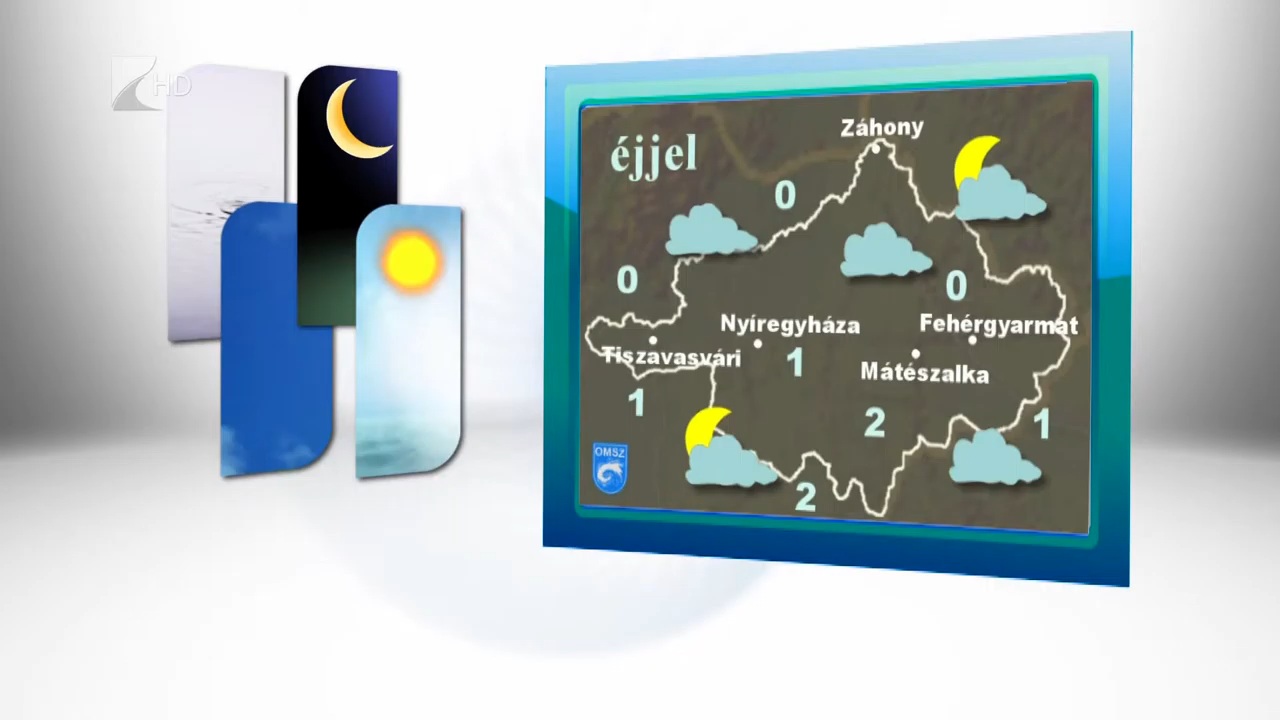 HD
éjjel
Záhony
0
0
0
Nyíregyháza
Fehérgyarmat
Tiszavasvári
1
Mátészalka
1
2
1
OMSZ
2